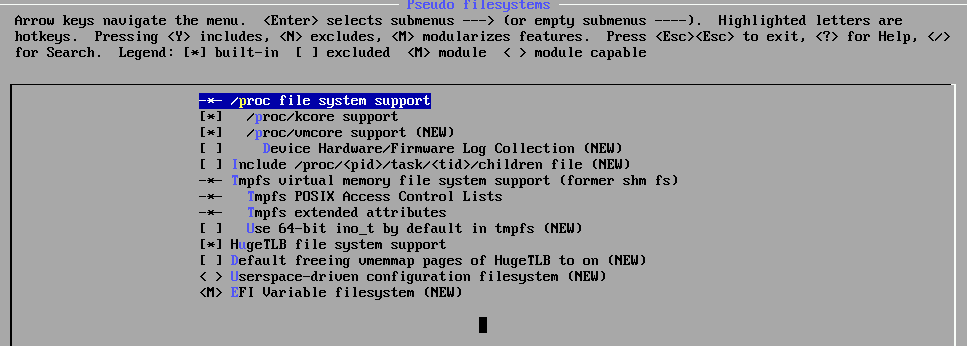 Pseudo filesystems
Arrow keys navigate the menu. <Enter> selects submenus ---> (or empty submenus ----). Highlighted letters are
hotkeys. Pressing <Y> includes, <N> excludes, <M> modularizes features. Press <Esc><Esc> to exit, <?> for Help, </>
for Search. Legend: [*] built-in [ ] excluded <M> module < > module capable
-*- /proc file system support
[*] /proc/kcore support
[*] /proc/vmcore support (NEW)
[ ] Device Hardware/Firmware Log Collection (NEW)
[ ] Include /proc/<pid>/task/<tid>/children file (NEW)
-*- Tmpfs virtual memory file system support (former shm fs)
-*- Tmpfs POSIX Access Control Lists
-*- Tmpfs extended attributes
[ ] Use 64-bit ino_t by default in tmpfs (NEW)
[*] HugeTLB file system support
[ ] Default freeing vmemmap pages of HugeTLB to on (NEW)
< > Userspace-driven configuration filesystem (NEW)
<M> EFI Variable filesystem (NEW)